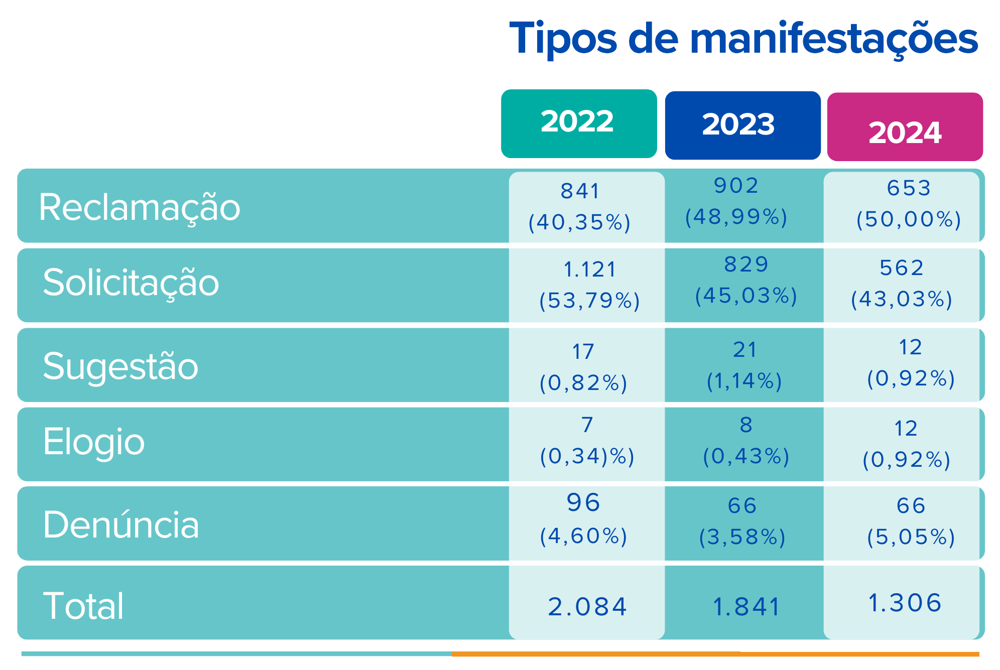 Tipos de manifestações
2022 2023 2024
Reclamação
841 902 653
(40,35%) (48,99%) (50,00%)
Solicitação
1.121 829 562
(53,79%) (45,03%) (43,03%)
Sugestão
17 21 12
(0,82%) (1,14%) (0,92%)
Elogio
7 8 12
(0,34)%) (0,43%) (0,92%)
Denúncia
96 66 66
(4,60%) (3,58%) (5,05%)
Total 2.084 1.841 1.306